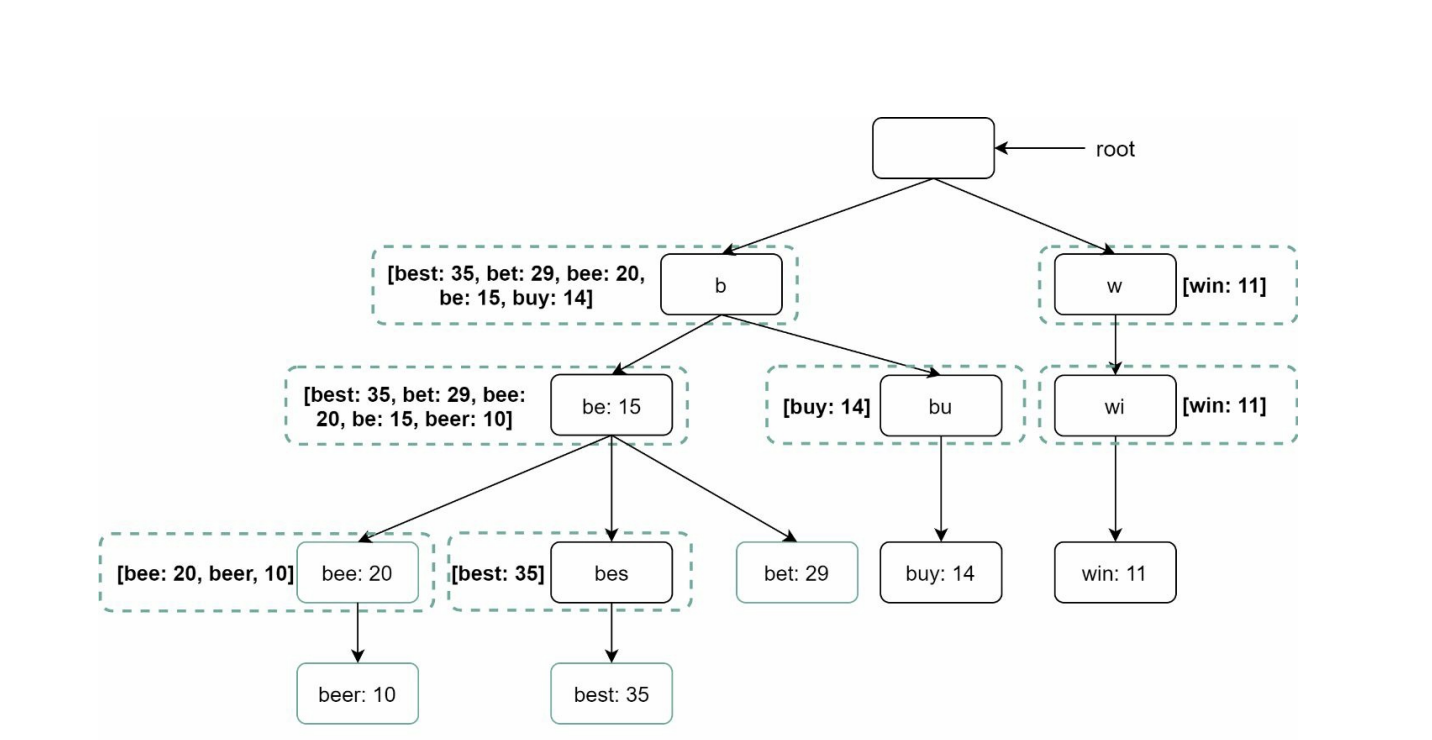 root
[best: 35, bet: 29, bee: 20,
be: 15, buy: 14]
b
w
[win: 11]
[best: 35, bet: 29, bee:
20, be: 15, beer: 10]
be: 15
[buy: 14]
bu
wi
[win: 11]
[bee: 20, beer, 10]
bee: 20
[best: 35]
bes
bet: 29
buy: 14
win: 11
beer: 10
best: 35